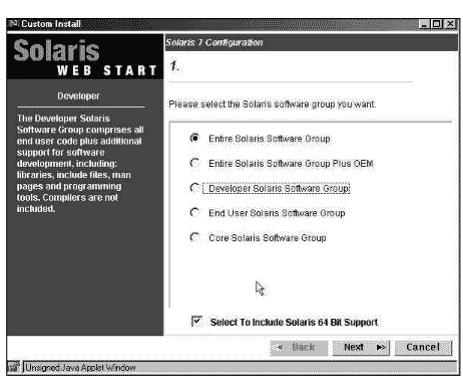 Custom Install
Solaris
WEB START
Developer
The Developer Solaris
Software Group comprises all
end user code plus additional
support for software
development, including:
libraries, include files, man
pages and programming
tools. Compilers are not
included.
Solaris 7 Configuration
1.
Please select the Solaris software group you want.
Entire Solaris Software Group
Entire Solaris Software Group Plus OEM
Developer Solaris Software Group
End User Solaris Software Group
Core Solaris Software Group
Select To Include Solaris 64 Bit Support
Back Next Cancel
Unsigned Java Applet Window